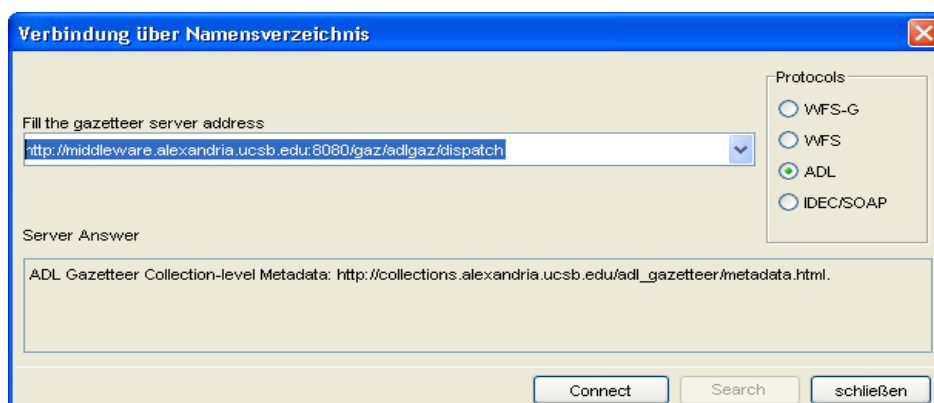 Verbindung über Namensverzeichnis
Protocols
WFS-G
Fill the gazetteer server address
WFS
http://middleware.alexandria.ucsb.edu:8080/gaz/adlgaz/dispatch
ADL
IDEC/SOAP
Server Answer
ADL Gazetteer Collection-level Metadata: http://collections.alexandria.ucsb.edu/adl_gazetteer/metadata.html.
Connect
Search
schließen